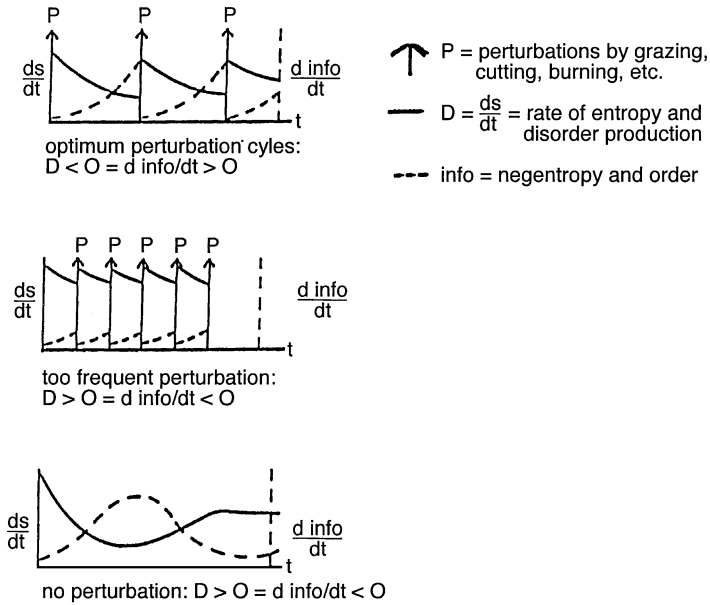 P P P
ds
dt
d info
dt
t
optimum perturbation cyles:
D < O = d info/dt > O
P = perturbations by grazing,
cutting, burning, etc.
D = ds/dt = rate of entropy and
disorder production
info = negentropy and order
P P P P P
ds
dt
d info
dt
t
too frequent perturbation:
D > O = d info/dt < O
ds
dt
d info
dt
t
no perturbation: D > O = d info/dt < O